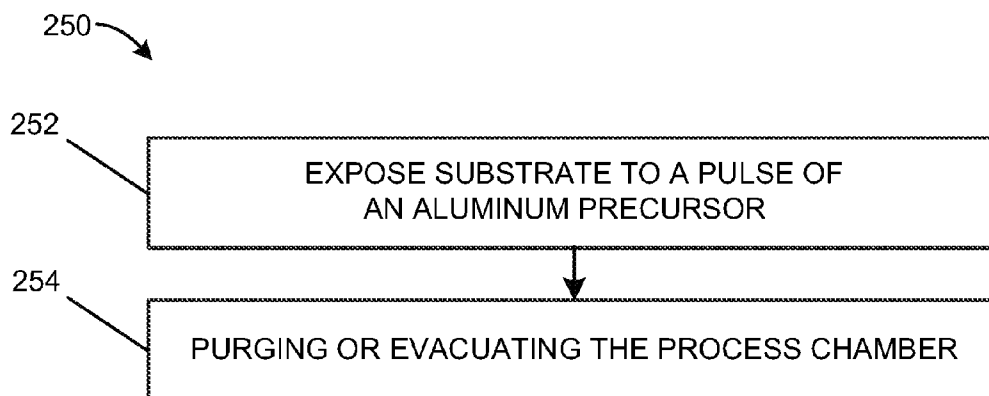 250
252
EXPOSE SUBSTRATE TO A PULSE OF
AN ALUMINUM PRECURSOR
254
PURGING OR EVACUATING THE PROCESS CHAMBER